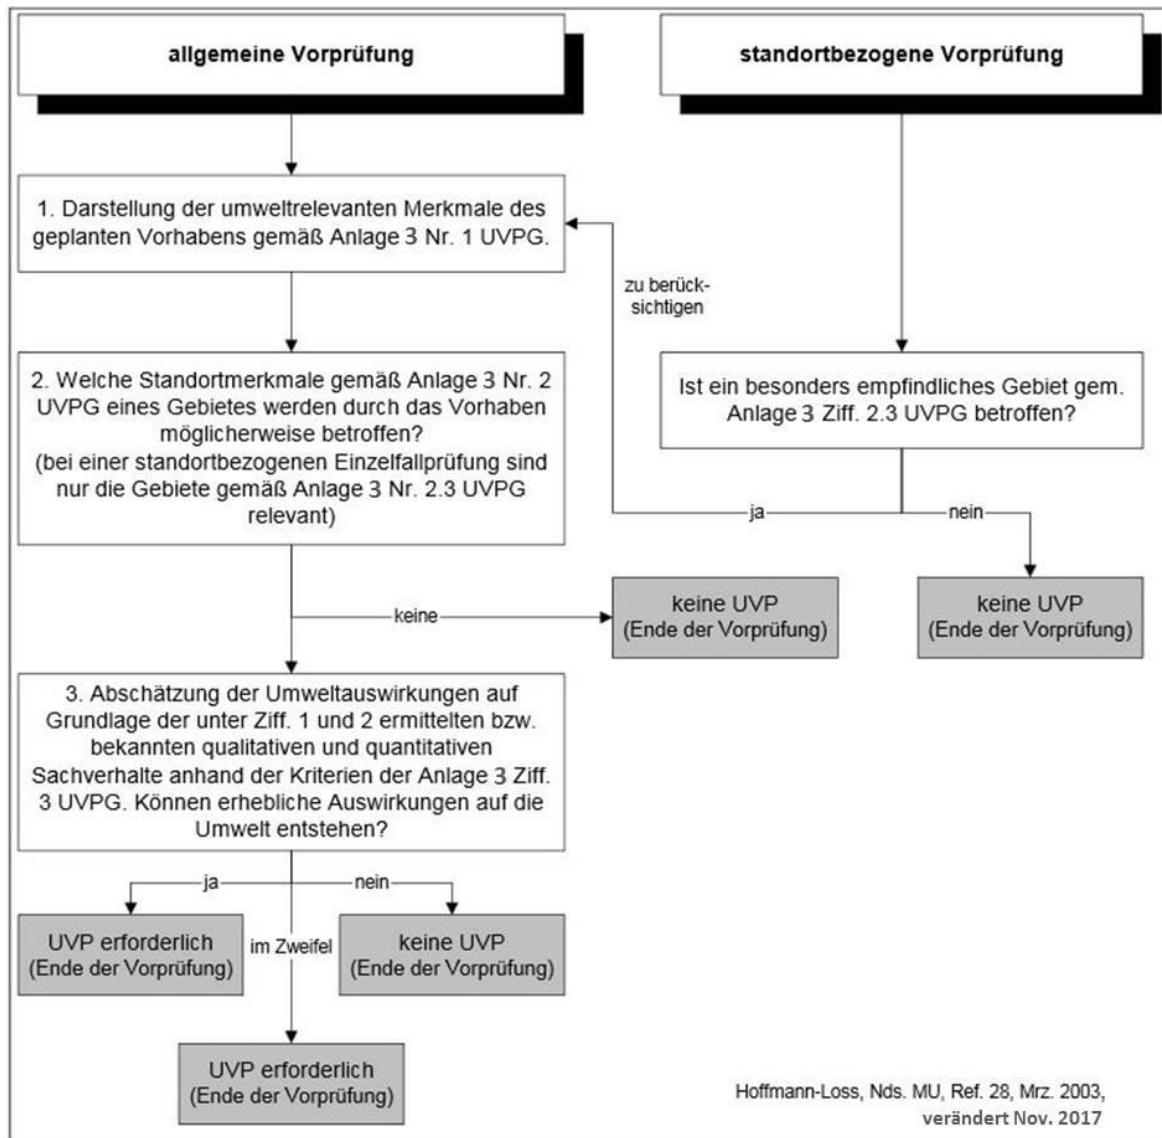 allgemeine Vorprüfung
standortbezogene Vorprüfung
1. Darstellung der umweltrelevanten Merkmale des
geplanten Vorhabens gemäß Anlage 3 Nr. 1 UVPG.
zu berück-
sichtigen
2. Welche Standortmerkmale gemäß Anlage 3 Nr. 2
UVPG eines Gebietes werden durch das Vorhaben
möglicherweise betroffen?
(bei einer standortbezogenen Einzelfallprüfung sind
nur die Gebiete gemäß Anlage 3 Nr. 2.3 UVPG
relevant)
Ist ein besonders empfindliches Gebiet gem.
Anlage 3 Ziff. 2.3 UVPG betroffen?
ja
nein
keine
keine UVP
(Ende der Vorprüfung)
keine UVP
(Ende der Vorprüfung)
3. Abschätzung der Umweltauswirkungen auf
Grundlage der unter Ziff. 1 und 2 ermittelten bzw.
bekannten qualitativen und quantitativen
Sachverhalte anhand der Kriterien der Anlage 3 Ziff.
3 UVPG. Können erhebliche Auswirkungen auf die
Umwelt entstehen?
ja
nein
UVP erforderlich
(Ende der Vorprüfung)
im Zweifel
keine UVP
(Ende der Vorprüfung)
UVP erforderlich
(Ende der Vorprüfung)
Hoffmann-Loss, Nds. MU, Ref. 28, Mrz. 2003,
verändert Nov. 2017